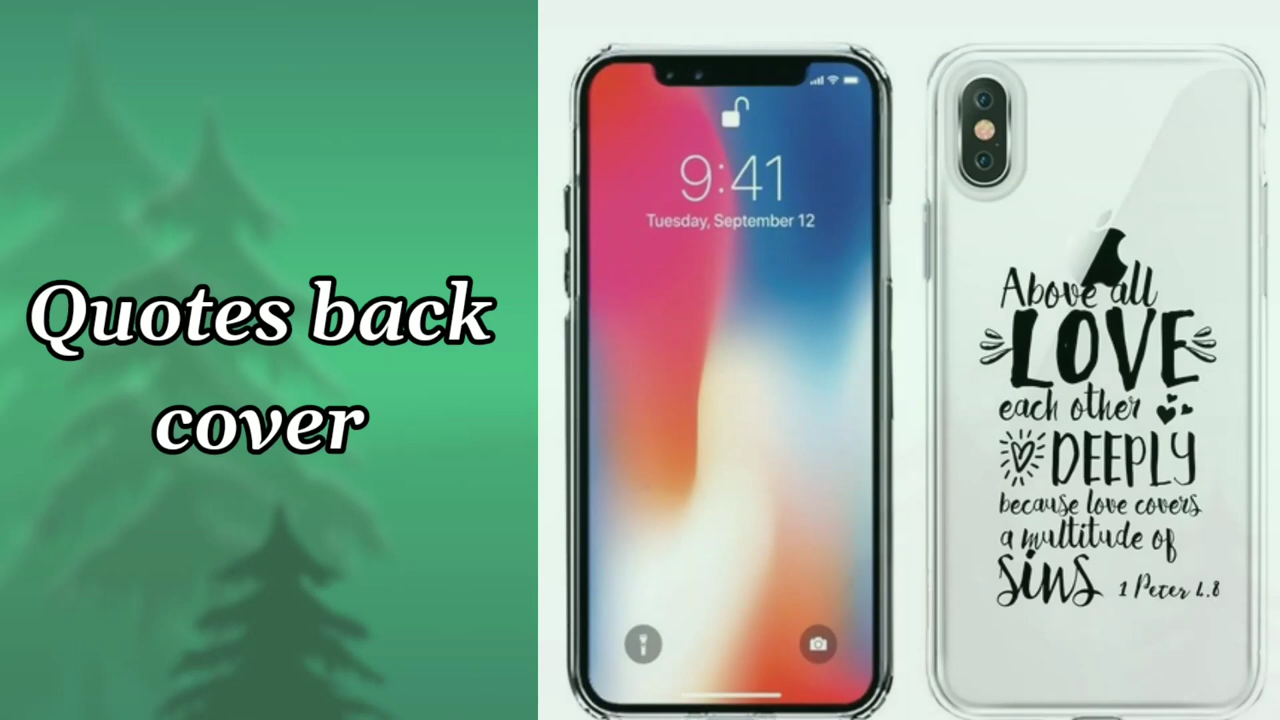 Quotes back
cover
9:41
Tuesday, September 12
Above all
LOVE
each other
DEEPLY
because love covers
a multitude of
sins 1 Peter 4.8